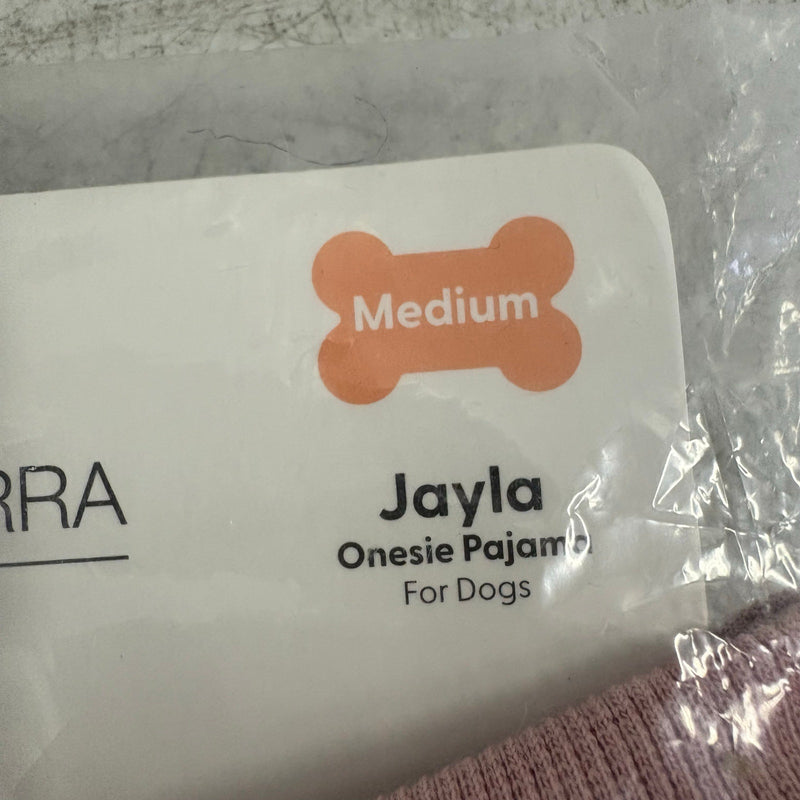 Medium
RRA
Jayla
Onesie Pajama
For Dogs